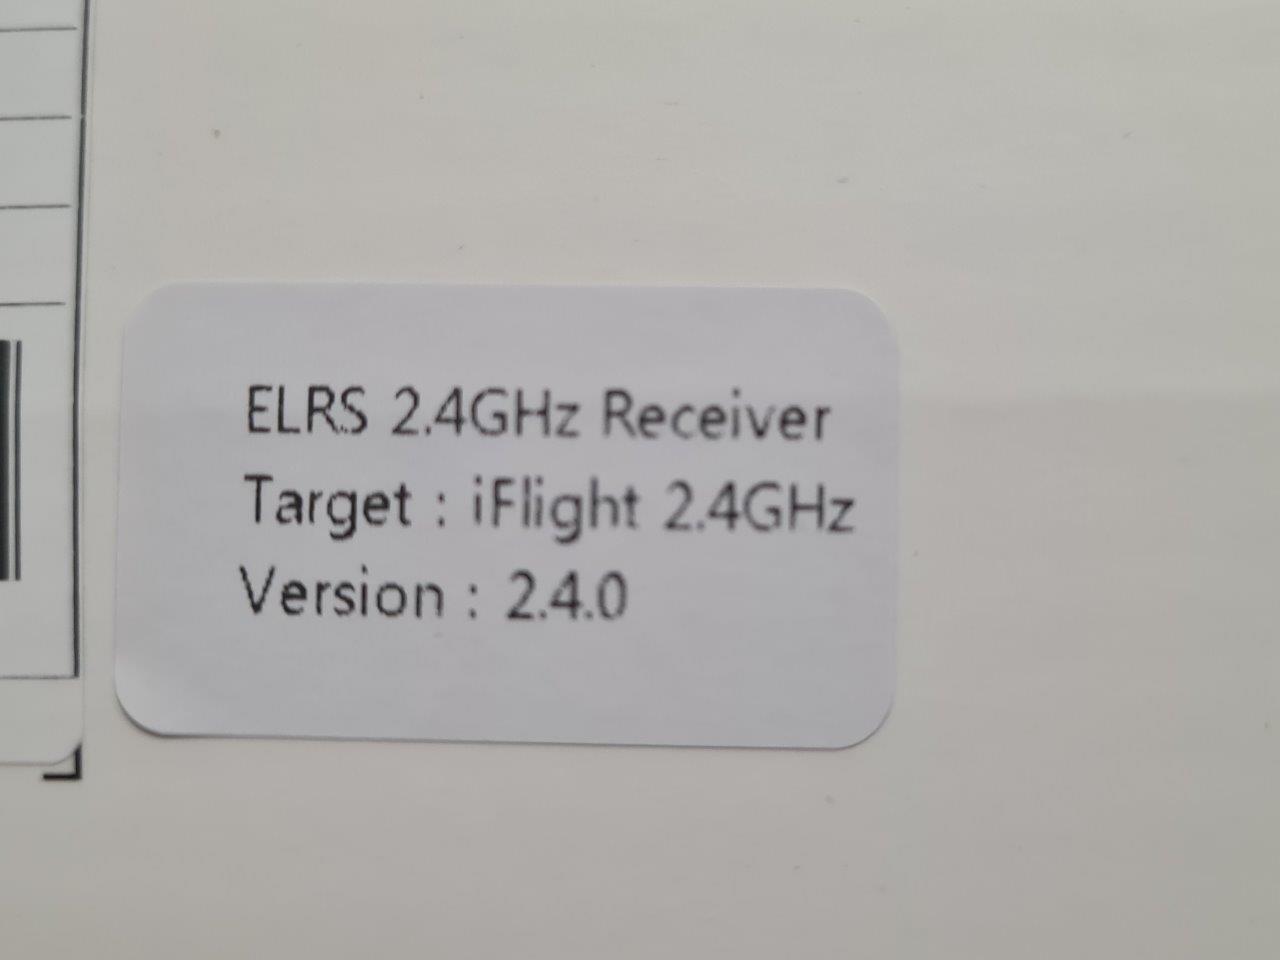 ELRS 2.4GHz Receiver
Target : iFlight 2.4GHz
Version : 2.4.0